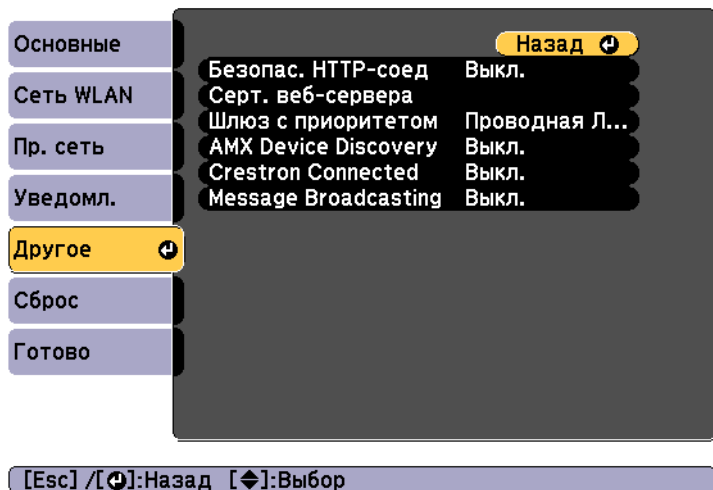 Основные
Сеть WLAN
Пр. сеть
Уведомл.
Другое
Сброс
Готово
Назад
Безопас. HTTP-соед Выкл.
Серт. веб-сервера
Шлюз с приоритетом Проводная Л...
AMX Device Discovery Выкл.
Crestron Connected Выкл.
Message Broadcasting Выкл.
[Esc] /[⏎]:Назад [◆]:Выбор